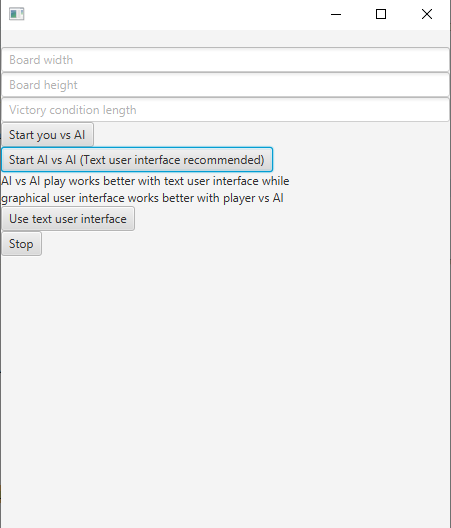 Board width
Board height
Victory condition length
Start you vs AI
Start AI vs AI (Text user interface recommended)
AI vs AI play works better with text user interface while
graphical user interface works better with player vs AI
Use text user interface
Stop